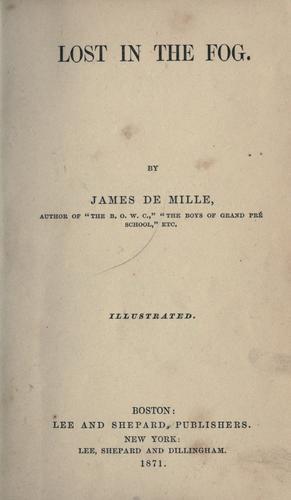 LOST IN THE FOG.
BY
JAMES DE MILLE,
AUTHOR OF "THE B. O. W. C.," "THE BOYS OF GRAND PRÉ
SCHOOL," ETC.
ILLUSTRATED.
BOSTON:
LEE AND SHEPARD, PUBLISHERS.
NEW YORK:
LEE, SHEPARD AND DILLINGHAM.
1871.